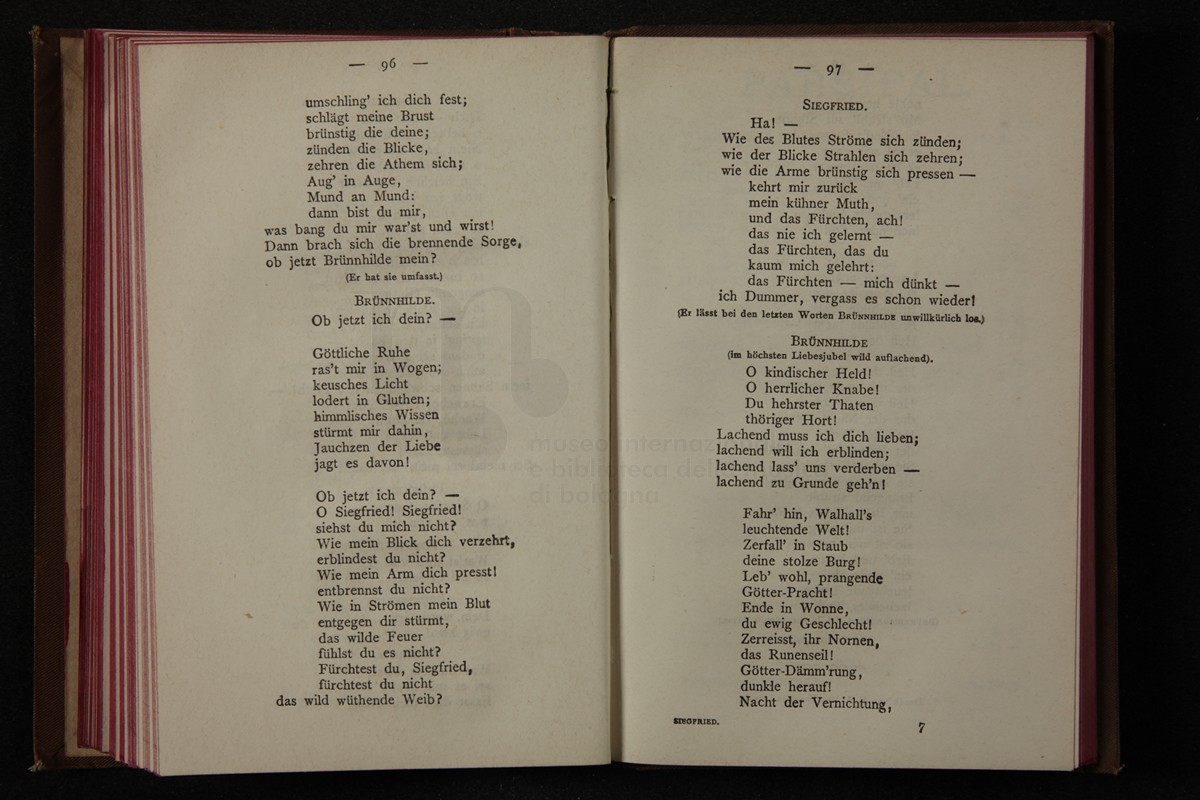 — 96 —
umschling' ich dich fest;
schlägt meine Brust
brünstig die deine;
zünden die Blicke,
zehren die Athem sich;
Aug' in Auge,
Mund an Mund:
dann bist du mir,
was bang du mir war'st und wirst!
Dann brach sich die brennende Sorge,
ob jetzt Brünnhilde mein?
(Er hat sie umfasst.)
BRÜNNHILDE.
Ob jetzt ich dein? —
Göttliche Ruhe
ras't mir in Wogen;
keusches Licht
lodert in Gluthen;
himmlisches Wissen
stürmt mir dahin,
Jauchzen der Liebe
jagt es davon!
Ob jetzt ich dein? —
O Siegfried! Siegfried!
siehst du mich nicht?
Wie mein Blick dich verzehrt,
erblindest du nicht?
Wie mein Arm dich presst!
entbrennst du nicht?
Wie in Strömen mein Blut
entgegen dir stürmt,
das wilde Feuer
fühlst du es nicht?
Fürchtest du, Siegfried,
fürchtest du nicht
das wild wüthende Weib?
— 97 —
SIEGFRIED.
Ha! —
Wie des Blutes Ströme sich zünden;
wie der Blicke Strahlen sich zehren;
wie die Arme brünstig sich pressen —
kehrt mir zurück
mein kühner Muth,
und das Fürchten, ach!
das nie ich gelernt —
das Fürchten, das du
kaum mich gelehrt:
das Fürchten — mich dünkt —
ich Dummer, vergass es schon wieder!
(Er lässt bei den letzten Worten BRÜNNHILDE unwillkürlich los.)
BRÜNNHILDE
(im höchsten Liebesjubel wild auflachend).
O kindischer Held!
O herrlicher Knabe!
Du hehrster Thaten
thöriger Hort!
Lachend muss ich dich lieben;
lachend will ich erblinden;
lachend lass' uns verderben —
lachend zu Grunde geh'n!
Fahr' hin, Walhall's
leuchtende Welt!
Zerfall' in Staub
deine stolze Burg!
Leb' wohl, prangende
Götter-Pracht!
Ende in Wonne,
du ewig Geschlecht!
Zerreisst, ihr Nornen,
das Runenseil!
Götter-Dämm'rung,
dunkle herauf!
Nacht der Vernichtung,
SIEGFRIED.
7
museo internaz
e biblioteca del
di bologna